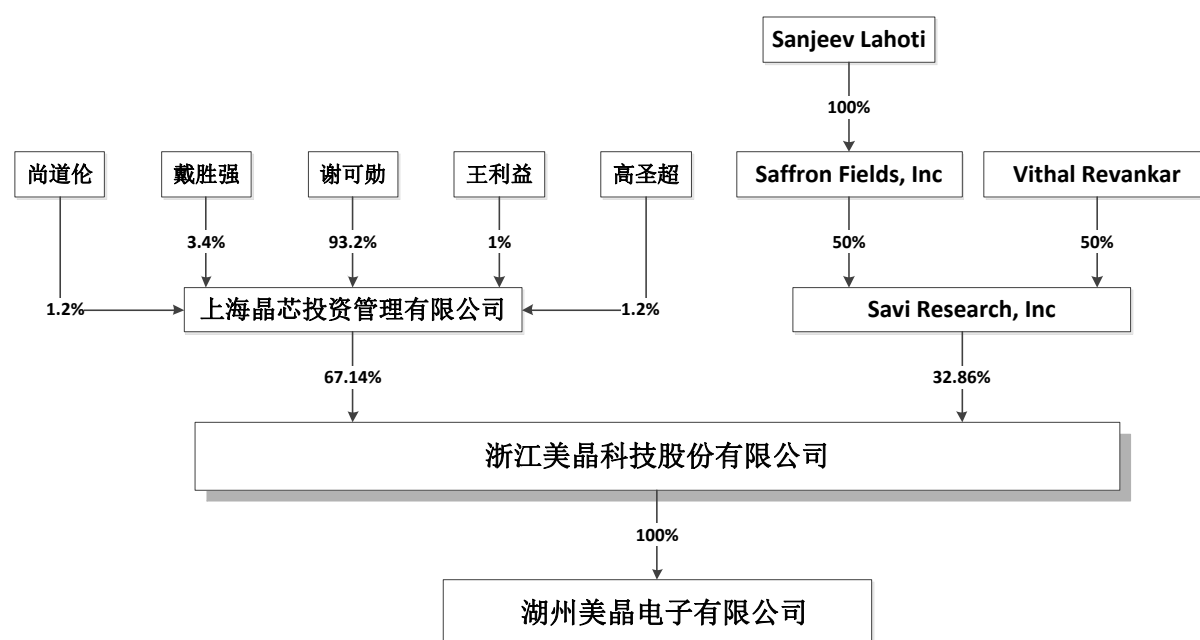 Sanjeev Lahoti
100%
尚道伦
戴胜强
谢可勋
王利益
高圣超
Saffron Fields, Inc
Vithal Revankar
3.4%
93.2%
1%
50%
50%
1.2%
上海晶芯投资管理有限公司
1.2%
Savi Research, Inc
67.14%
32.86%
浙江美晶科技股份有限公司
100%
湖州美晶电子有限公司